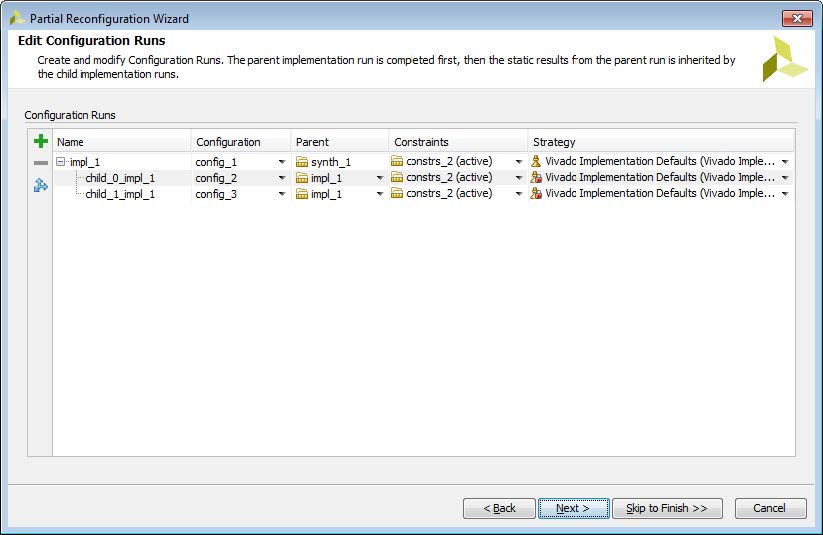 Partial Reconfiguration Wizard
Edit Configuration Runs
Create and modify Configuration Runs. The parent implementation run is completed first, then the static results from the parent run is inherited by
the child implementation runs.
Configuration Runs
Name Configuration Parent Constraints Strategy
impl_1 config_1 synth_1 constrs_2 (active) Vivado Implementation Defaults (Vivado Imple...
child_0_impl_1 config_2 impl_1 constrs_2 (active) Vivado Implementation Defaults (Vivado Imple...
child_1_impl_1 config_3 impl_1 constrs_2 (active) Vivado Implementation Defaults (Vivado Imple...
< Back Next > Skip to Finish >> Cancel